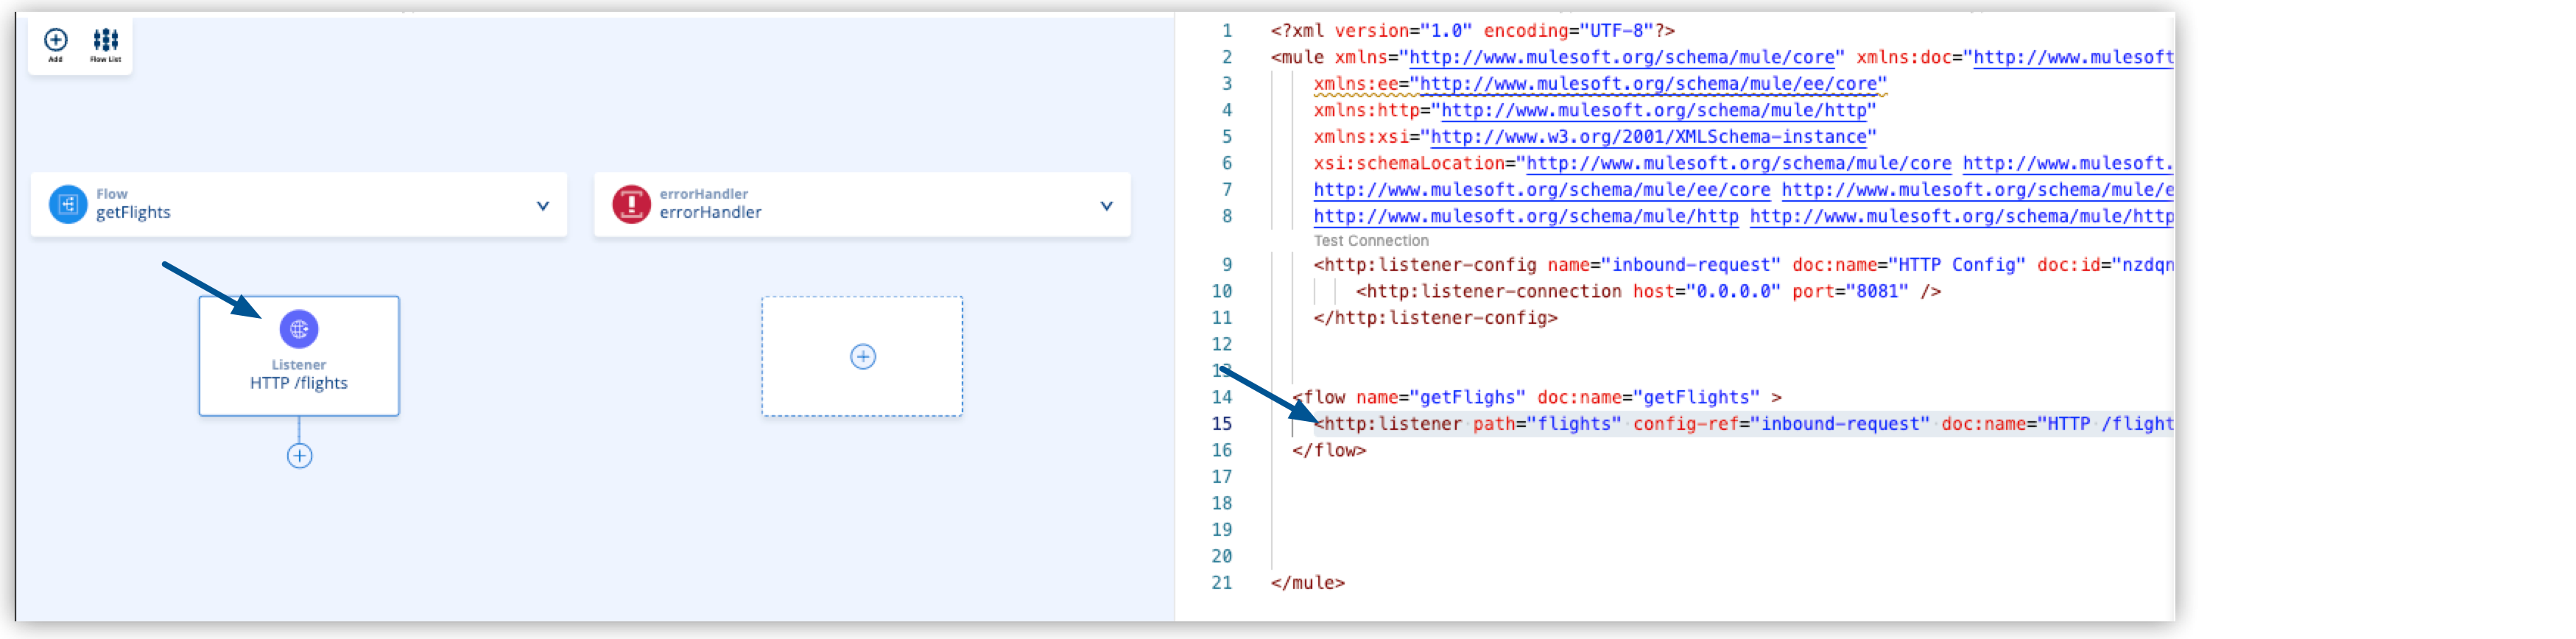 Add
Flow List
Flow
getFlights
errorHandler
errorHandler
Listener
HTTP /flights
1 <?xml version="1.0" encoding="UTF-8"?>
2 <mule xmlns="http://www.mulesoft.org/schema/mule/core" xmlns:doc="http://www.mulesoft
3 xmlns:ee="http://www.mulesoft.org/schema/mule/ee/core"
4 xmlns:http="http://www.mulesoft.org/schema/mule/http"
5 xmlns:xsi="http://www.w3.org/2001/XMLSchema-instance"
6 xsi:schemaLocation="http://www.mulesoft.org/schema/mule/core http://www.mulesoft.
7 http://www.mulesoft.org/schema/mule/ee/core http://www.mulesoft.org/schema/mule/e
8 http://www.mulesoft.org/schema/mule/http http://www.mulesoft.org/schema/mule/http
Test Connection
9 <http:listener-config name="inbound-request" doc:name="HTTP Config" doc:id="nzdqn
10 <http:listener-connection host="0.0.0.0" port="8081" />
11 </http:listener-config>
12
13
14 <flow name="getFlighs" doc:name="getFlights" >
15 <http:listener path="flights" config-ref="inbound-request" doc:name="HTTP /flight
16 </flow>
17
18
19
20
21 </mule>